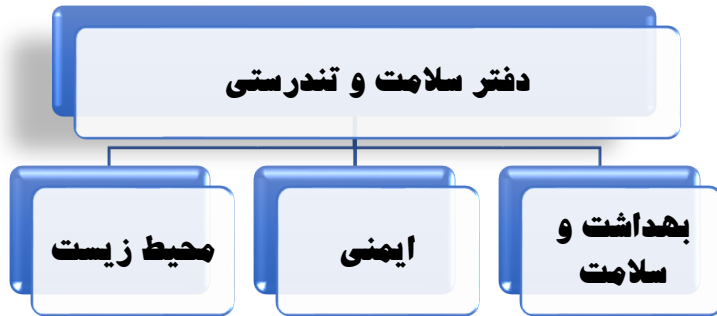 دفتر سلامت و تندرستی
بهداشت و
سلامت
ایمنی
محیط زیست